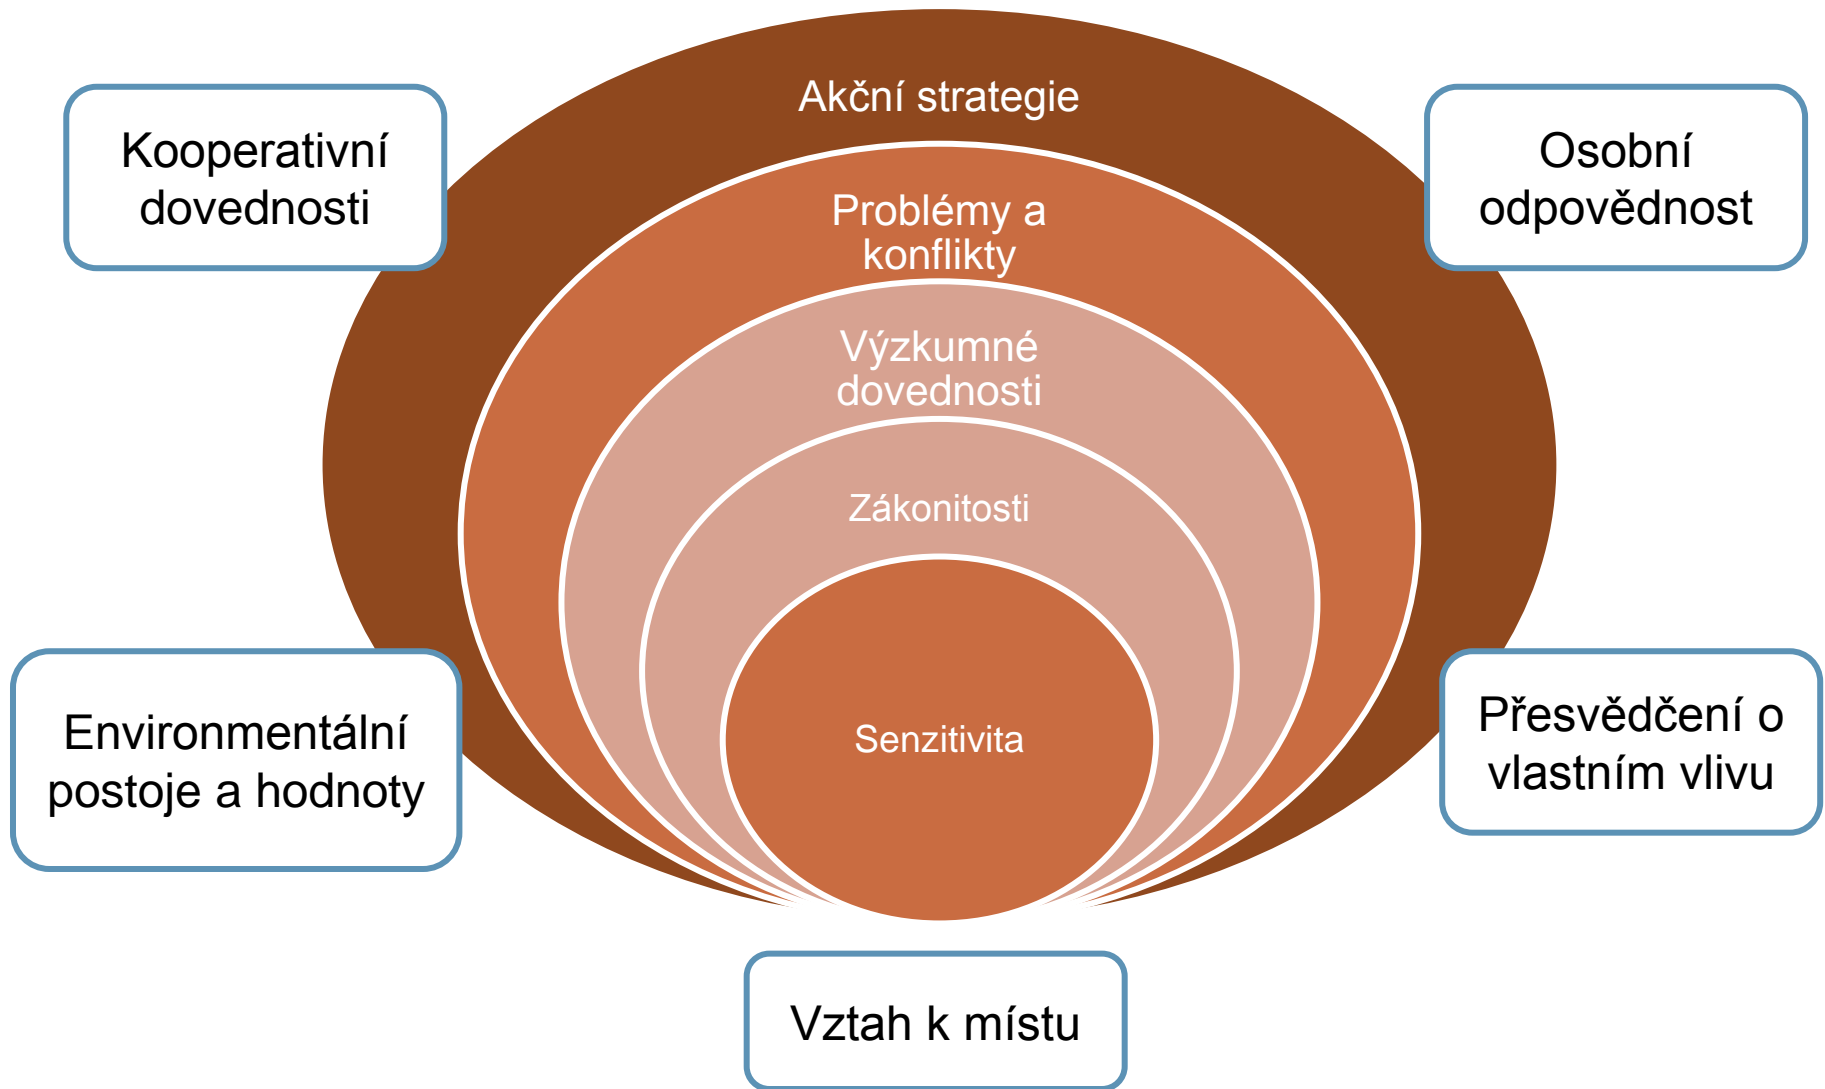 Akční strategie
Kooperativní
dovednosti
Osobní
odpovědnost
Problémy a
konflikty
Výzkumné
dovednosti
Zákonitosti
Senzitivita
Environmentální
postoje a hodnoty
Přesvědčení o
vlastním vlivu
Vztah k místu